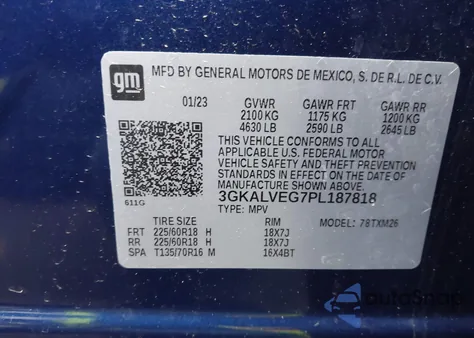 gm
MFD BY GENERAL MOTORS DE MEXICO, S. DE R.L. DE C.V.
01/23 GVWR GAWR FRT GAWR RR
2100 KG 1175 KG 1200 KG
4630 LB 2590 LB 2645 LB
THIS VEHICLE CONFORMS TO ALL
APPLICABLE U.S. FEDERAL MOTOR
VEHICLE SAFETY AND THEFT PREVENTION
STANDARDS IN EFFECT ON THE DATE OF
MANUFACTURE SHOWN ABOVE.
3GKALVEG7PL187818
611G
TYPE: MPV MODEL: 78TXM26
TIRE SIZE RIM
FRT 225/60R18 H 18X7J
RR 225/60R18 H 18X7J
SPA T135/70R16 M 16X4BT
autoSnap